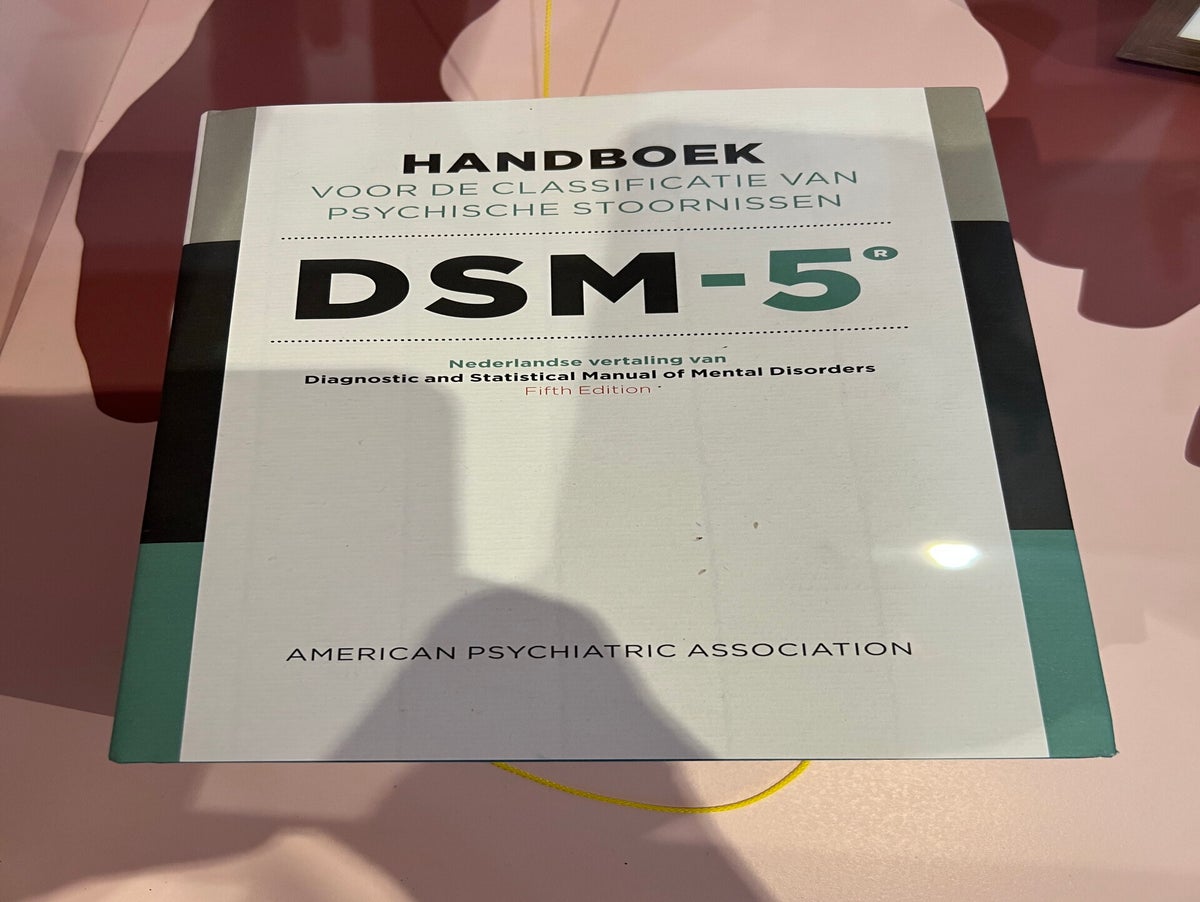 HANDBOEK
VOOR DE CLASSIFICATIE VAN
PSYCHISCHE STOORNISSEN
DSM-5®
Nederlandse vertaling van
Diagnostic and Statistical Manual of Mental Disorders
Fifth Edition
AMERICAN PSYCHIATRIC ASSOCIATION